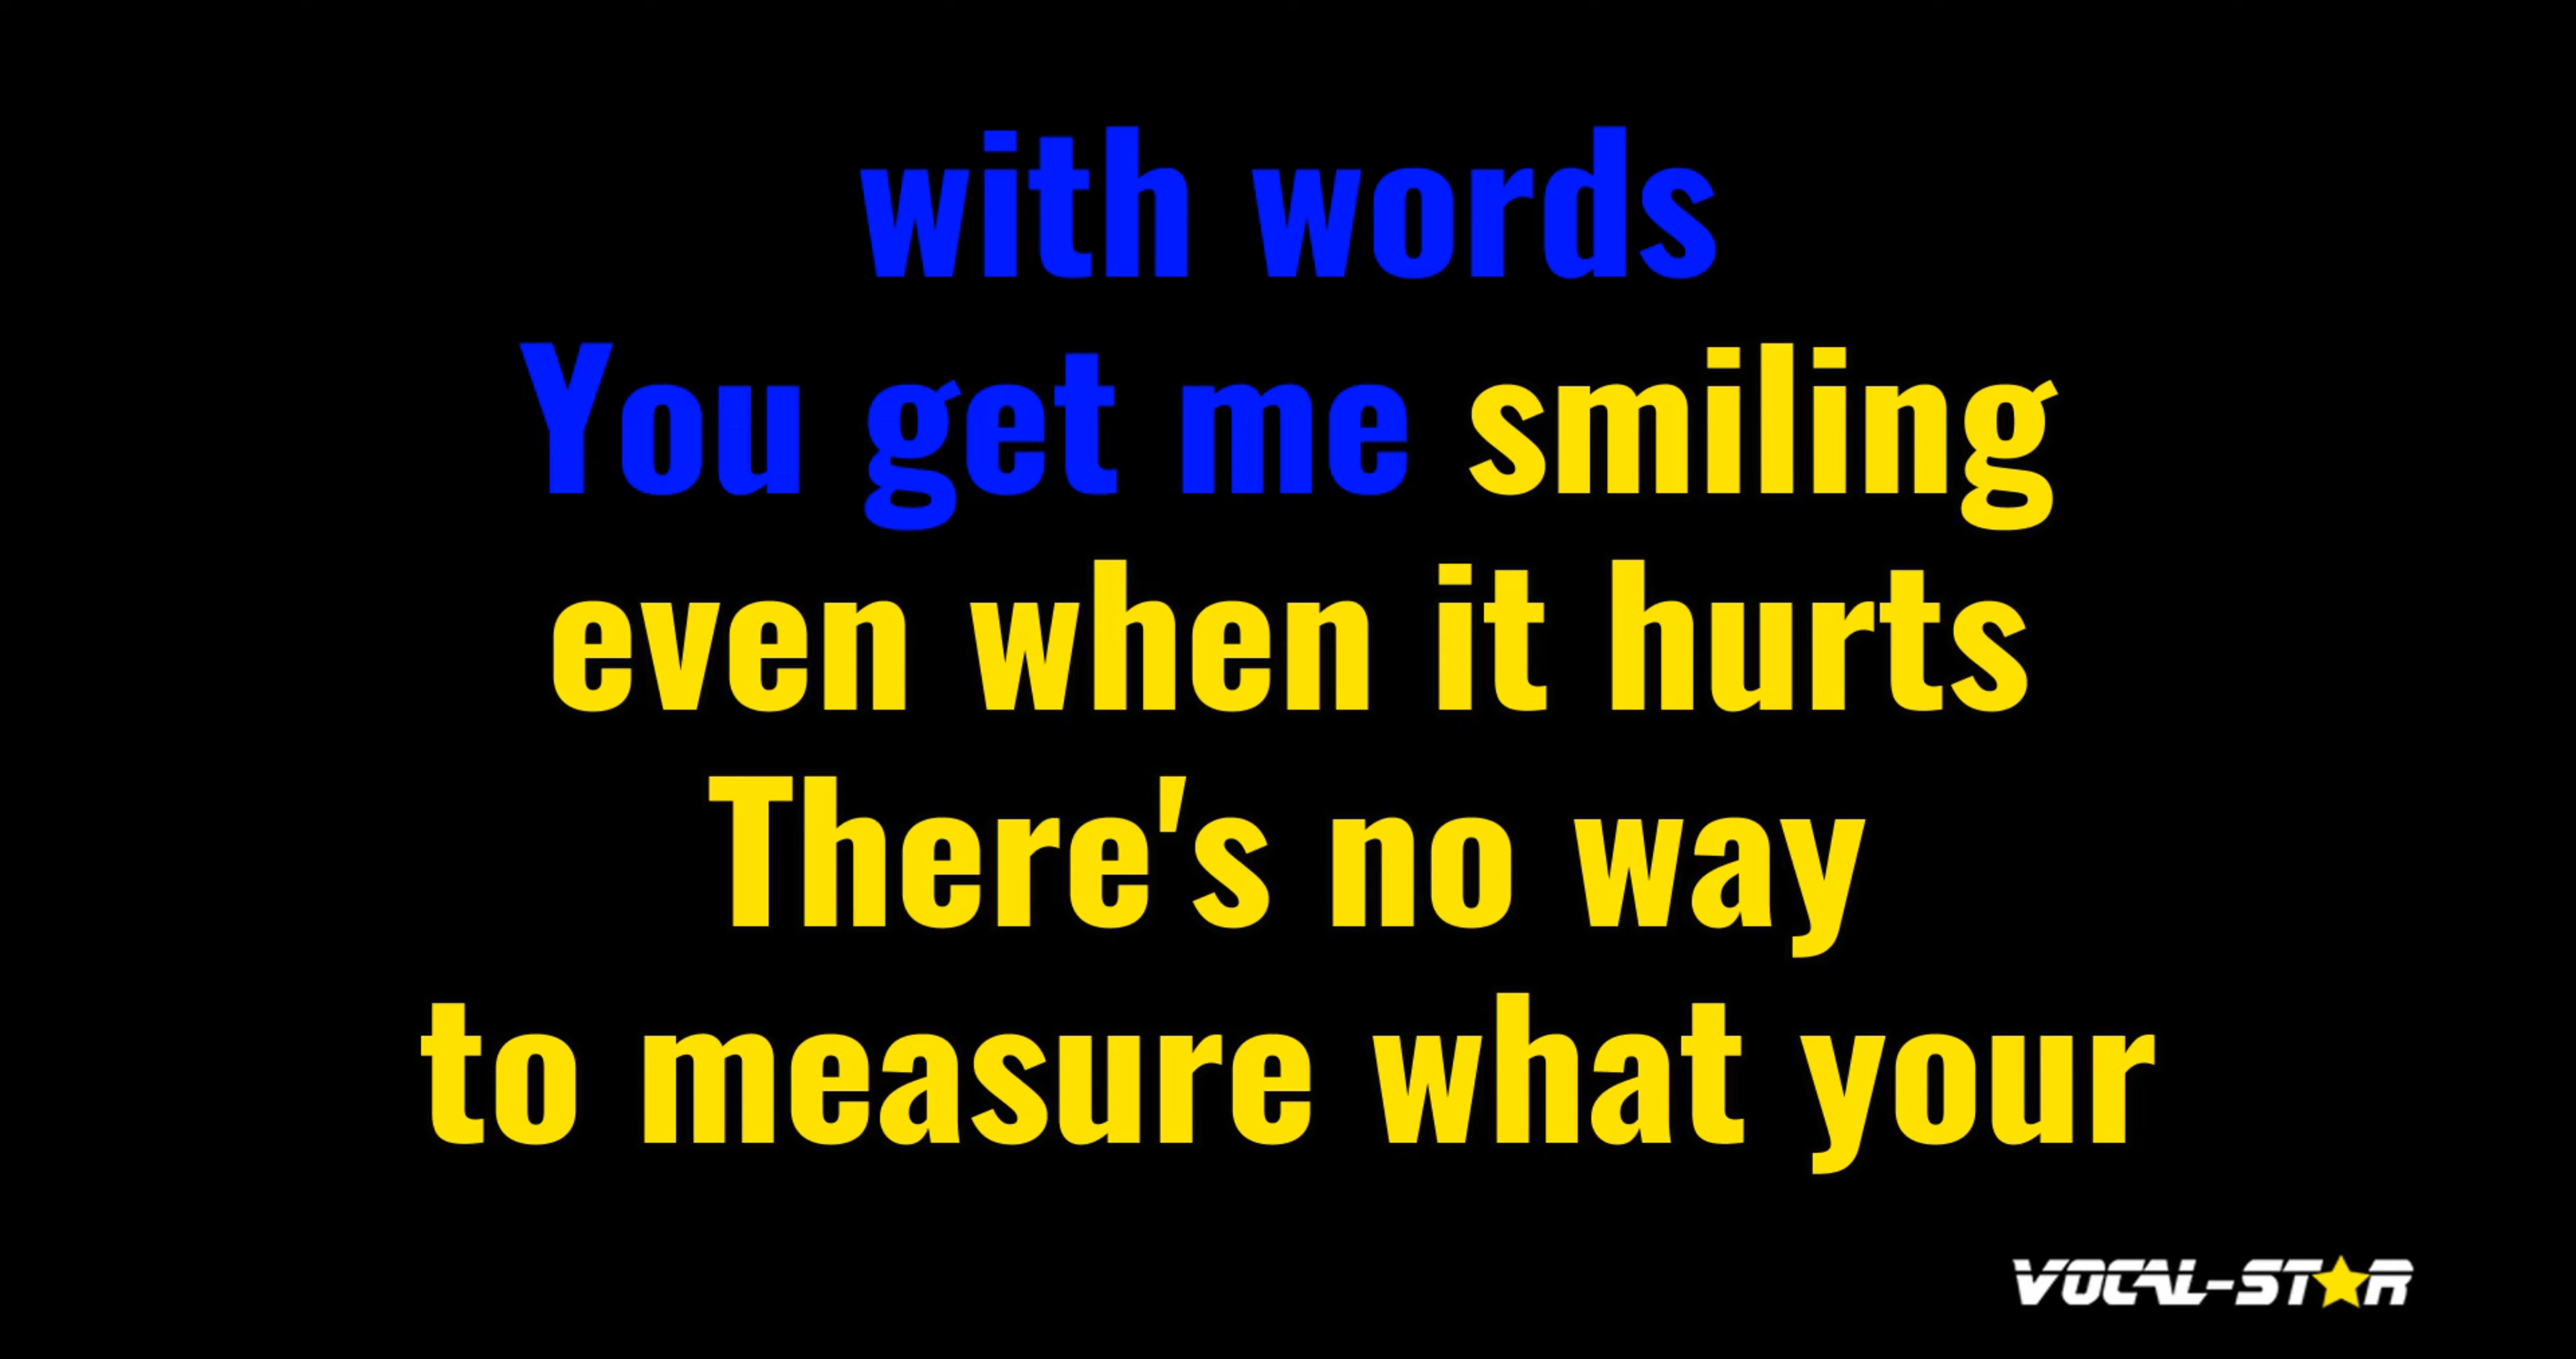 with words
You get me smiling
even when it hurts
There's no way
to measure what your
VOCAL-STAR